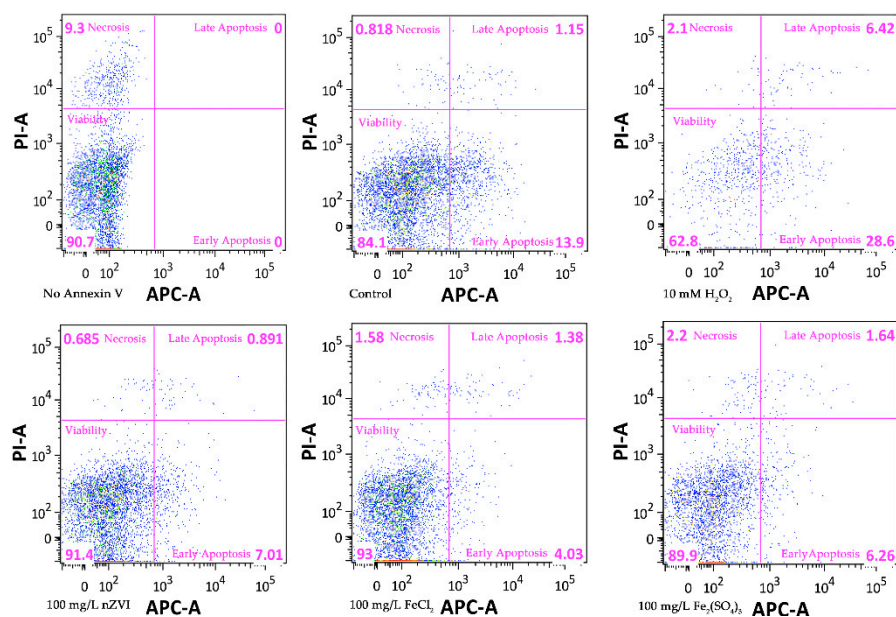 9.3 Necrosis Late Apoptosis 0
10⁵
10⁴
PI-A
Viability
10³
10²
0
90.7 Early Apoptosis 0
0 10² 10³ 10⁴ 10⁵
No Annexin V APC-A
0.818 Necrosis Late Apoptosis 1.15
10⁵
10⁴
PI-A
Viability
10³
10²
0
84.1 Early Apoptosis 13.9
0 10² 10³ 10⁴ 10⁵
Control APC-A
2.1 Necrosis Late Apoptosis 6.42
10⁵
10⁴
PI-A
Viability
10³
10²
0
62.8 Early Apoptosis 28.6
0 10² 10³ 10⁴ 10⁵
10 mM H₂O₂ APC-A
0.685 Necrosis Late Apoptosis 0.891
10⁵
10⁴
PI-A
Viability
10³
10²
0
91.4 Early Apoptosis 7.01
0 10² 10³ 10⁴ 10⁵
100 mg/L nZVI APC-A
1.58 Necrosis Late Apoptosis 1.38
10⁵
10⁴
PI-A
Viability
10³
10²
0
93 Early Apoptosis 4.03
0 10² 10³ 10⁴ 10⁵
100 mg/L FeCl₂ APC-A
2.2 Necrosis Late Apoptosis 1.64
10⁵
10⁴
PI-A
Viability
10³
10²
0
89.9 Early Apoptosis 6.26
0 10² 10³ 10⁴ 10⁵
100 mg/L Fe₂(SO₄)₃ APC-A